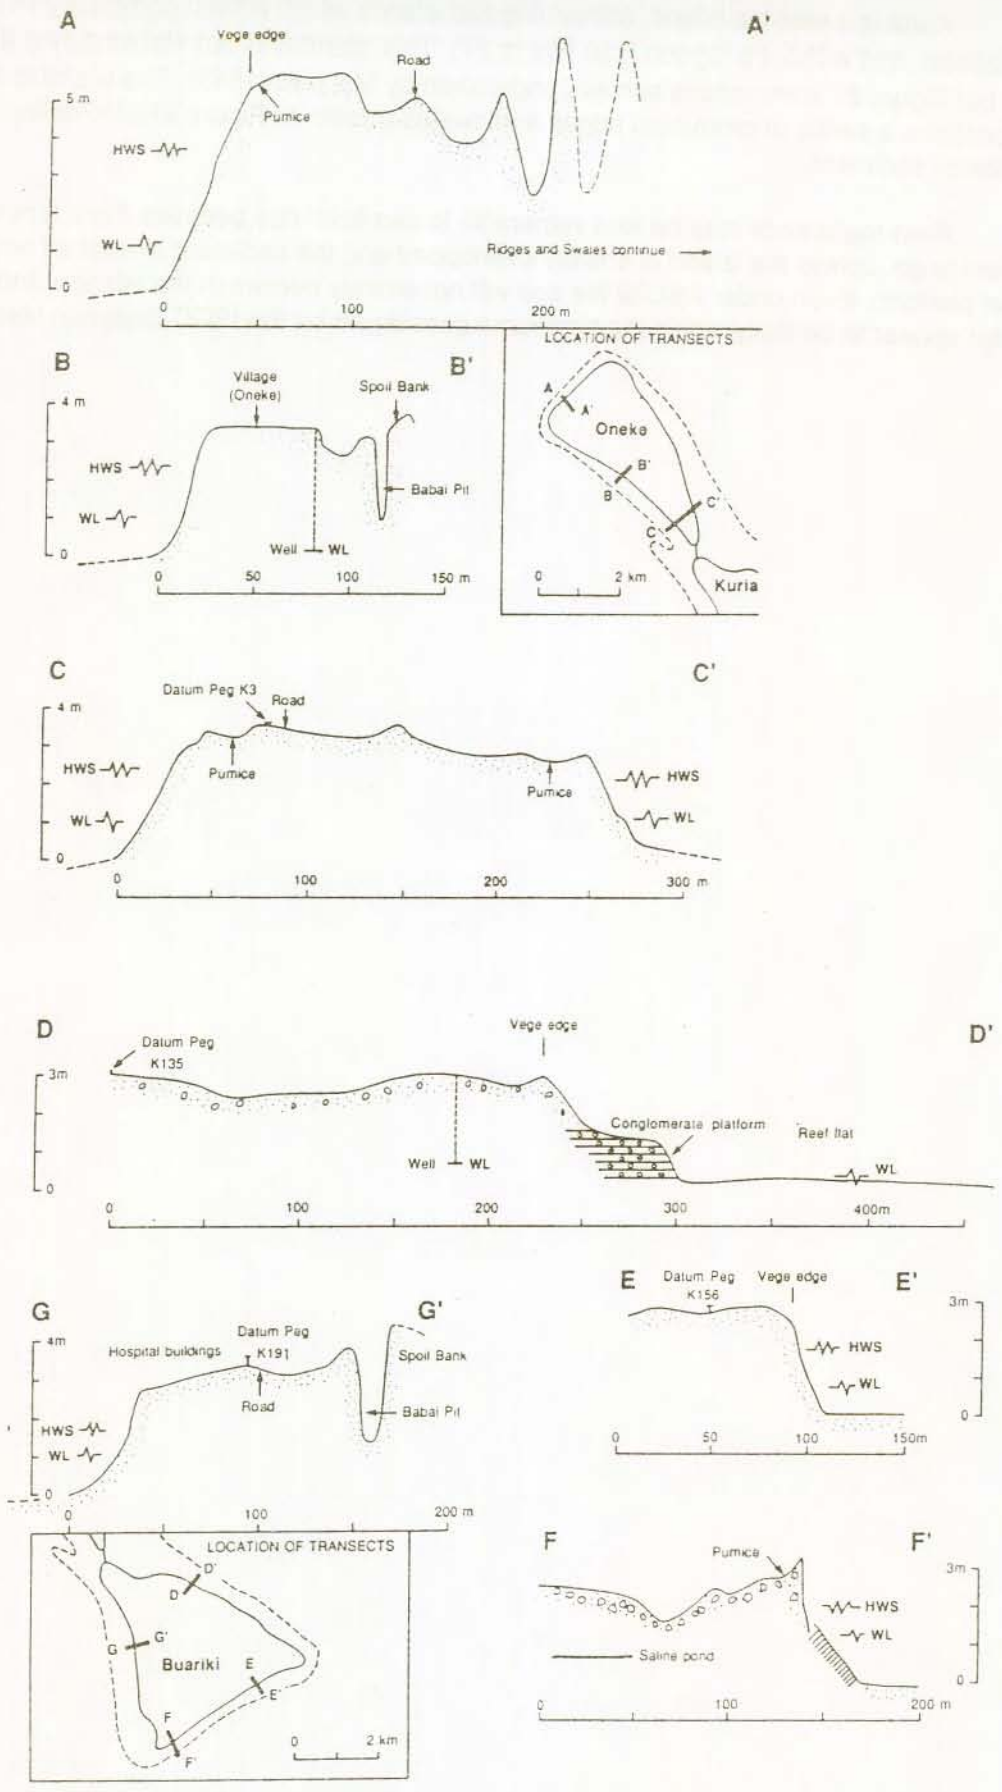 A
A'
Vege edge
Road
5 m
Pumice
HWS
WL
Ridges and Swales continue
0
0
100
200 m
LOCATION OF TRANSECTS
A
A'
Oneke
B'
B
C'
C
0
2 km
Kuria
B
B'
Village
(Oneke)
Spoil Bank
4 m
HWS
WL
Babai Pit
0
Well
WL
0
50
100
150 m
C
C'
Datum Peg K3
Road
4 m
HWS
Pumice
HWS
Pumice
WL
WL
0
0
100
200
300 m
D
D'
Vege edge
Datum Peg
K135
3m
Conglomerate platform
Reef flat
Well
WL
WL
0
0
100
200
300
400m
E
E'
Datum Peg
K156
Vege edge
3m
HWS
WL
0
0
50
100
150m
G
G'
4m
Hospital buildings
Datum Peg
K191
Spoil Bank
Road
Babai Pit
HWS
WL
0
0
100
200 m
LOCATION OF TRANSECTS
D'
D
G
G'
Buariki
E
E'
F
F'
0
2 km
F
F'
Pumice
3m
HWS
WL
Saline pond
0
0
100
200 m